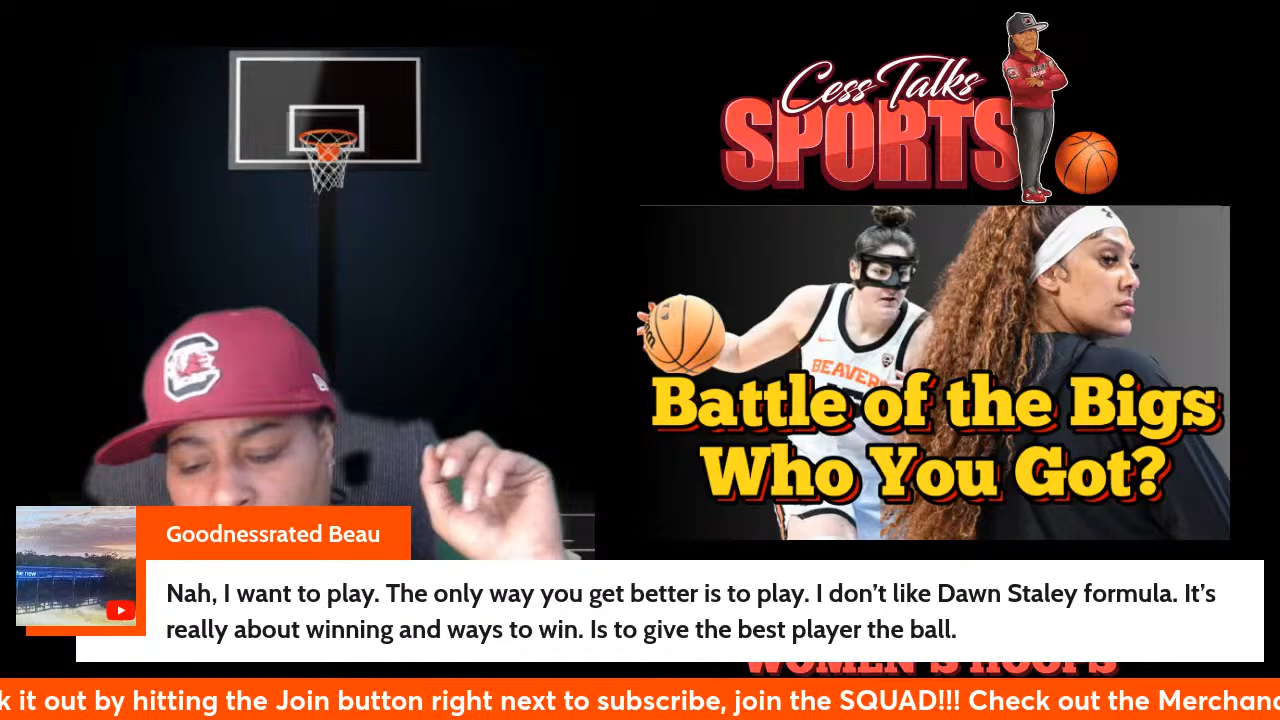 Cess Talks
SPORTS
BEAVERS
Battle of the Bigs
Who You Got?
Goodnessrated Beau
Nah, I want to play. The only way you get better is to play. I don’t like Dawn Staley formula. It’s
really about winning and ways to win. Is to give the best player the ball.
WOMEN'S HOOPS
k it out by hitting the Join button right next to subscribe, join the SQUAD!!! Check out the Merchand